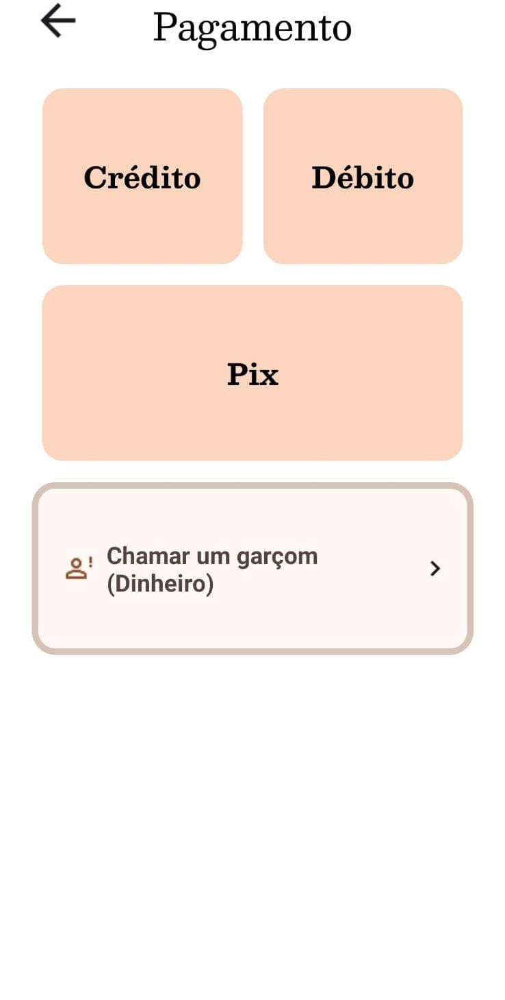 Pagamento
Crédito
Débito
Pix
Chamar um garçom
(Dinheiro)